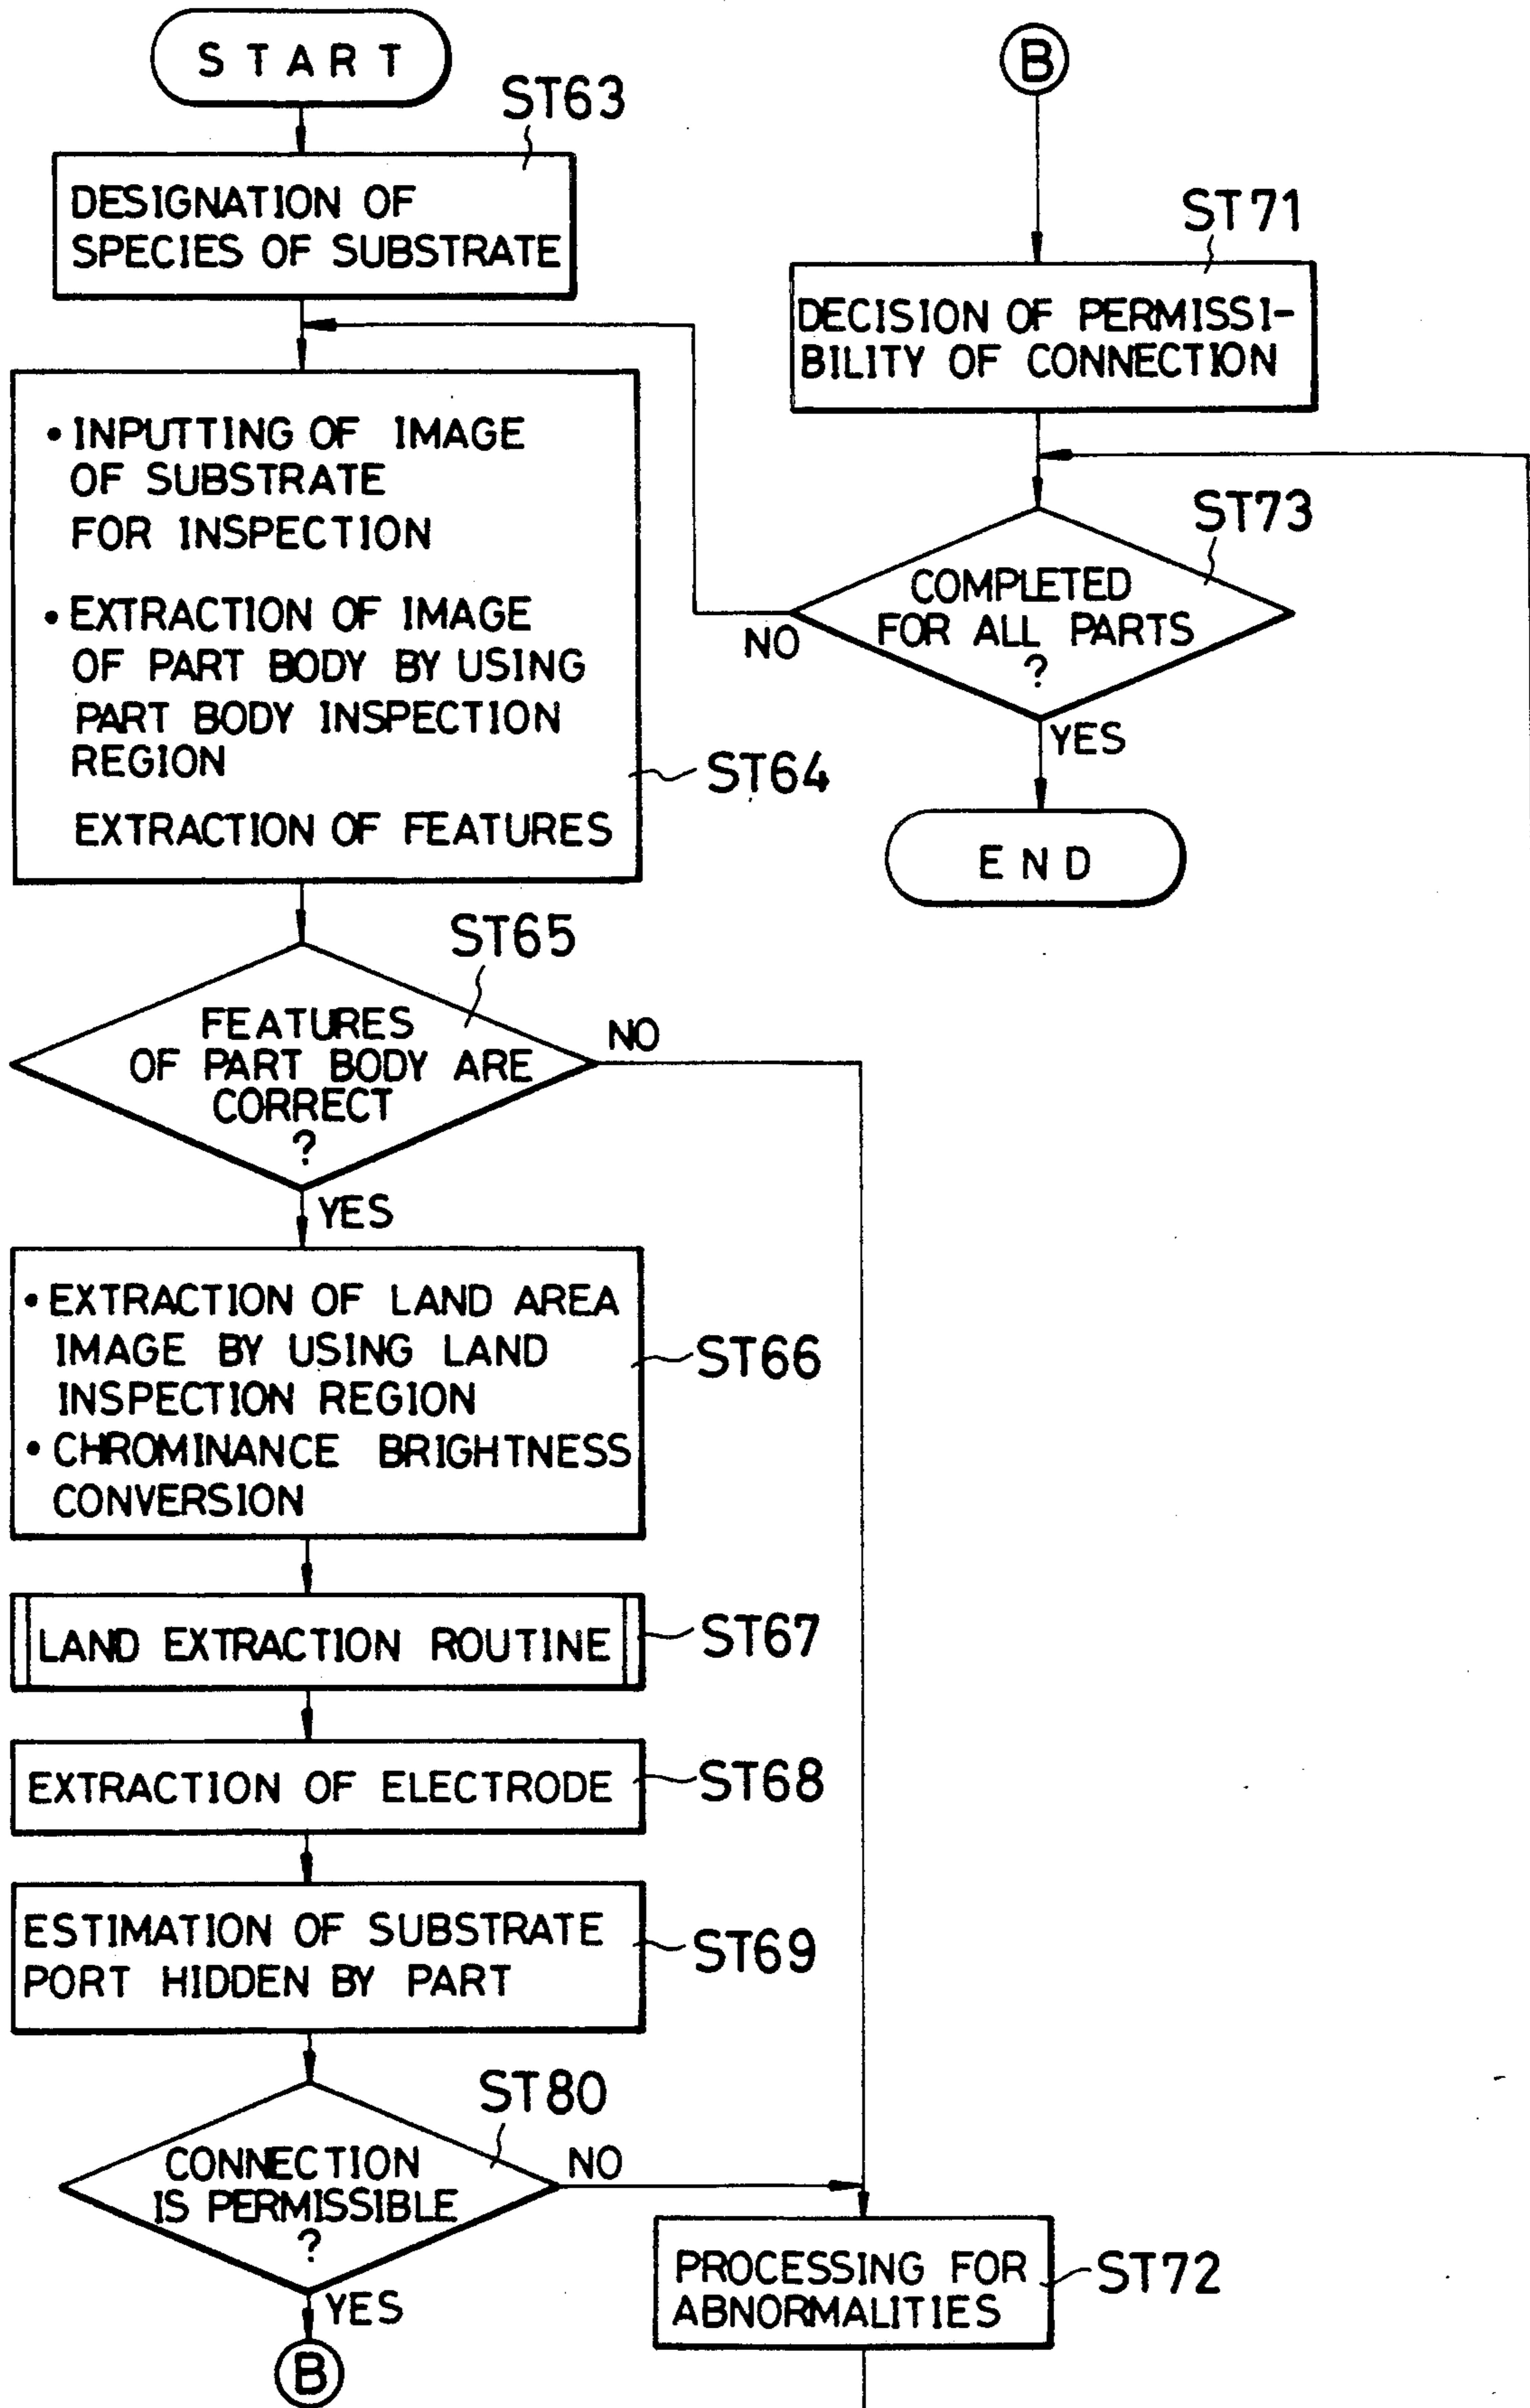 START
ST63
DESIGNATION OF
SPECIES OF SUBSTRATE
• INPUTTING OF IMAGE
OF SUBSTRATE
FOR INSPECTION
• EXTRACTION OF IMAGE
OF PART BODY BY USING
PART BODY INSPECTION
REGION
EXTRACTION OF FEATURES
ST64
ST65
FEATURES
OF PART BODY ARE
CORRECT
?
NO
YES
• EXTRACTION OF LAND AREA
IMAGE BY USING LAND
INSPECTION REGION
• CHROMINANCE BRIGHTNESS
CONVERSION
ST66
LAND EXTRACTION ROUTINE
ST67
EXTRACTION OF ELECTRODE
ST68
ESTIMATION OF SUBSTRATE
PORT HIDDEN BY PART
ST69
ST80
CONNECTION
IS PERMISSIBLE
?
NO
YES
B
PROCESSING FOR
ABNORMALITIES
ST72
B
ST71
DECISION OF PERMISSI-
BILITY OF CONNECTION
ST73
COMPLETED
FOR ALL PARTS
?
NO
YES
END